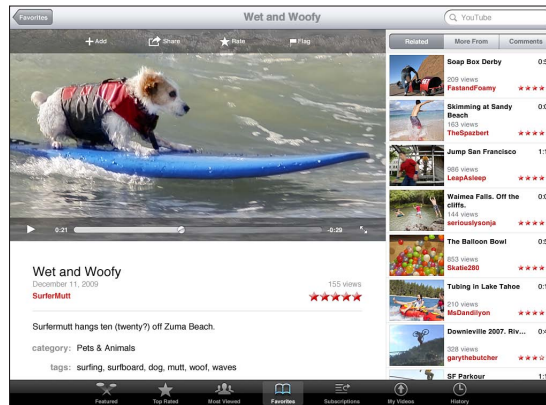 Favorites
Wet and Woofy
YouTube
Add
Share
Rate
Flag
Related
More From
Comments
0:21
-0:29
Wet and Woofy
December 11, 2009
155 views
SurferMutt
Surfermutt hangs ten (twenty?) off Zuma Beach.
category: Pets & Animals
tags: surfing, surfboard, dog, mutt, woof, waves
Soap Box Derby
209 views
FastandFoamy
Skimming at Sandy
Beach
163 views
TheSpazbert
Jump San Francisco
986 views
LeapAsleep
Waimea Falls. Off the
cliffs.
144 views
seriouslysonja
The Balloon Bowl
853 views
Skatie280
Tubing in Lake Tahoe
210 views
MsDandilyon
Downieville 2007. Riv...
328 views
garythebutcher
SF Parkour
Featured
Top Rated
Most Viewed
Favorites
Subscriptions
My Videos
History